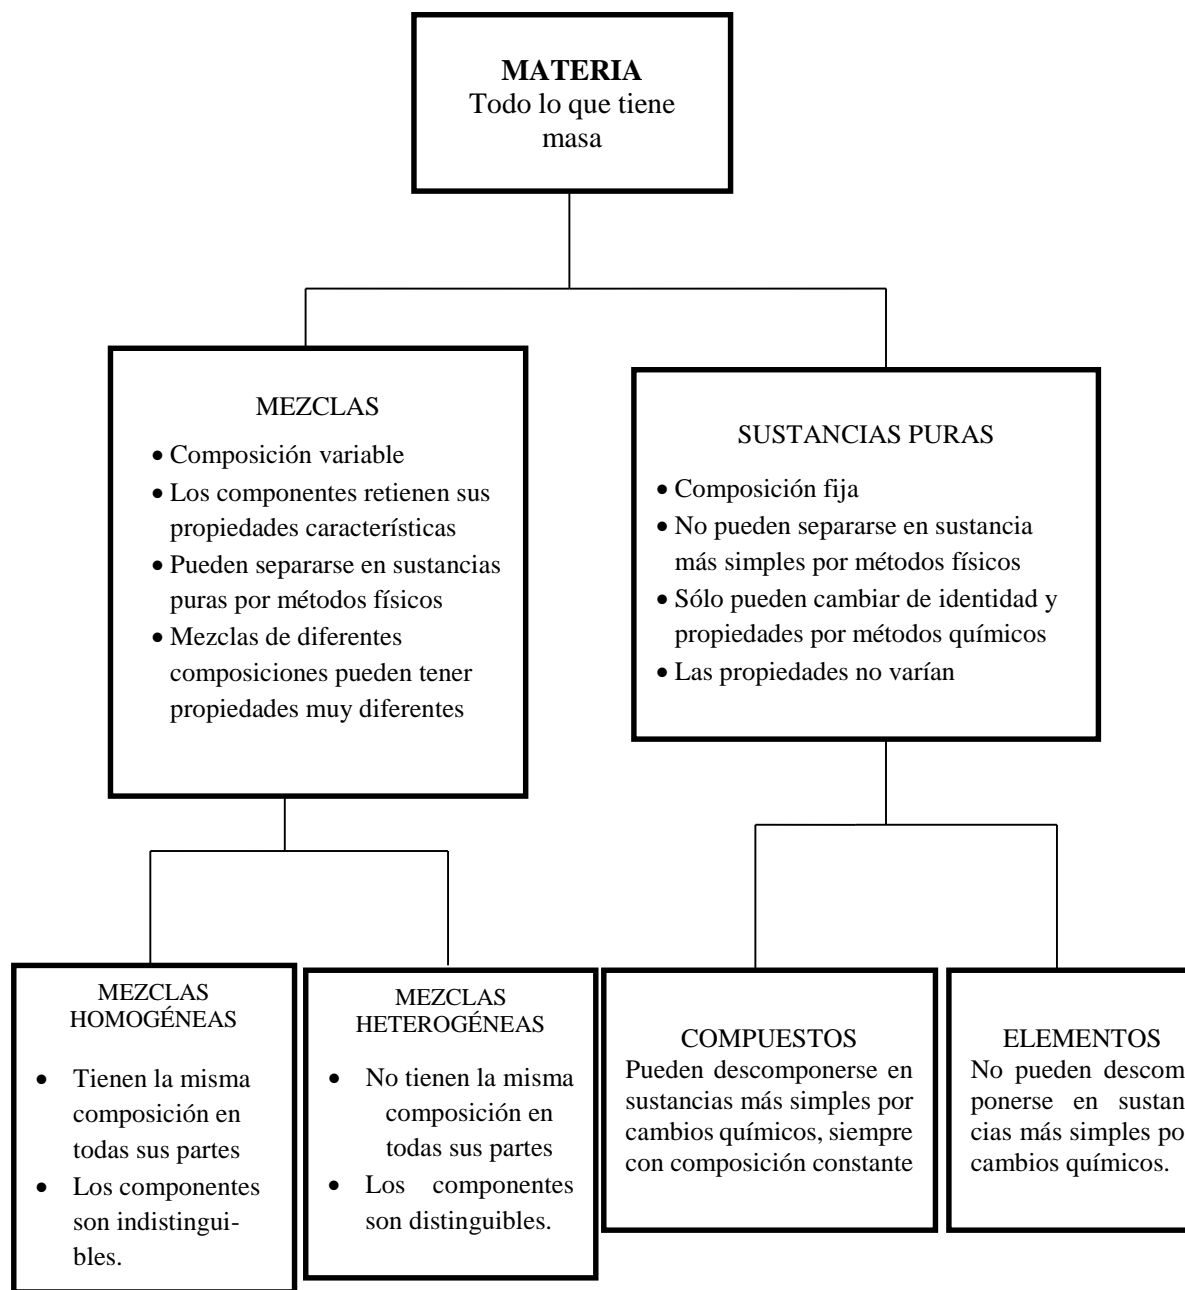 MATERIA
Todo lo que tiene
masa
MEZCLAS
• Composición variable
• Los componentes retienen sus
propiedades características
• Pueden separarse en sustancias
puras por métodos físicos
• Mezclas de diferentes
composiciones pueden tener
propiedades muy diferentes
SUSTANCIAS PURAS
• Composición fija
• No pueden separarse en sustancia
más simples por métodos físicos
• Sólo pueden cambiar de identidad y
propiedades por métodos químicos
• Las propiedades no varían
MEZCLAS
HOMOGÉNEAS
• Tienen la misma
composición en
todas sus partes
• Los componentes
son indistingui-
bles.
MEZCLAS
HETEROGÉNEAS
• No tienen la misma
composición en
todas sus partes
• Los componentes
son distinguibles.
COMPUESTOS
Pueden descomponerse en
sustancias más simples por
cambios químicos, siempre
con composición constante
ELEMENTOS
No pueden descom
ponerse en sustan
cias más simples po
cambios químicos.